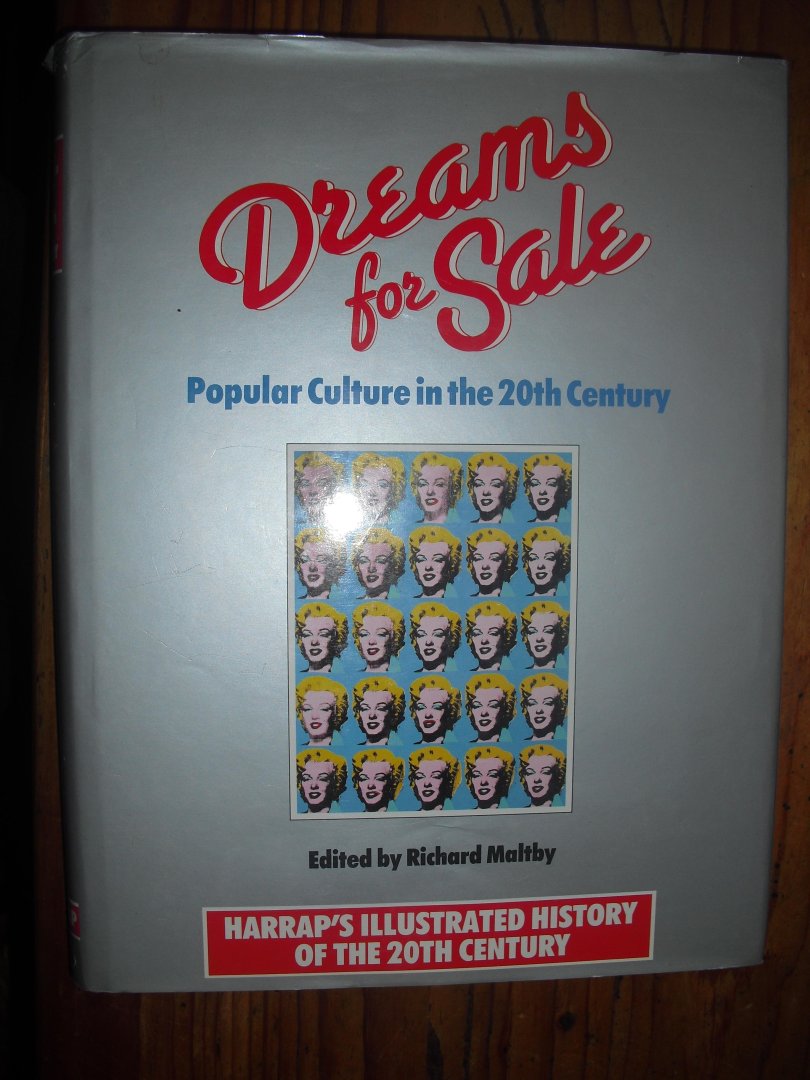 Dreams
for Sale
Popular Culture in the 20th Century
Edited by Richard Maltby
HARRAP'S ILLUSTRATED HISTORY
OF THE 20TH CENTURY